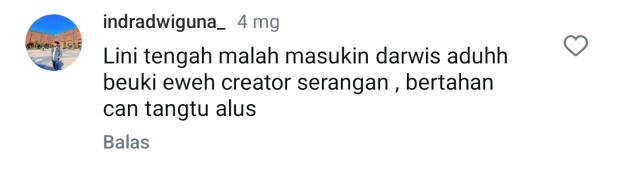 indradwiguna_ 4 mg
Lini tengah malah masukin darwis aduhh
beuki eweh creator serangan , bertahan
can tangtu alus
Balas